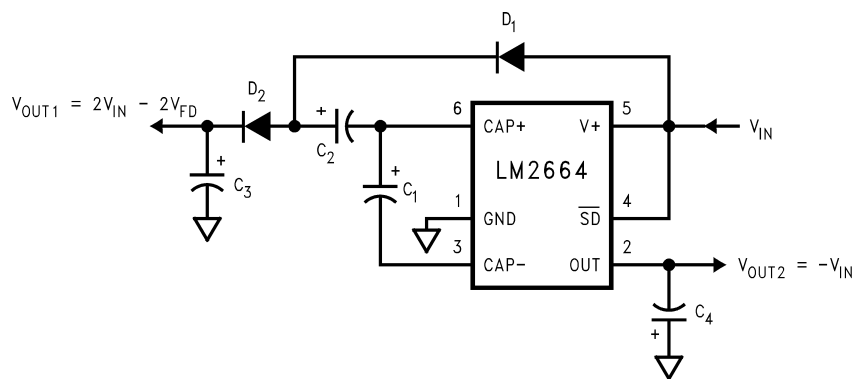 D1
VOUT1 = 2VIN - 2VFD
D2
+
C2
6
CAP+
V+
5
VIN
+
C3
+
C1
LM2664
1
GND
SD
4
3
CAP-
OUT
2
VOUT2 = -VIN
C4
+